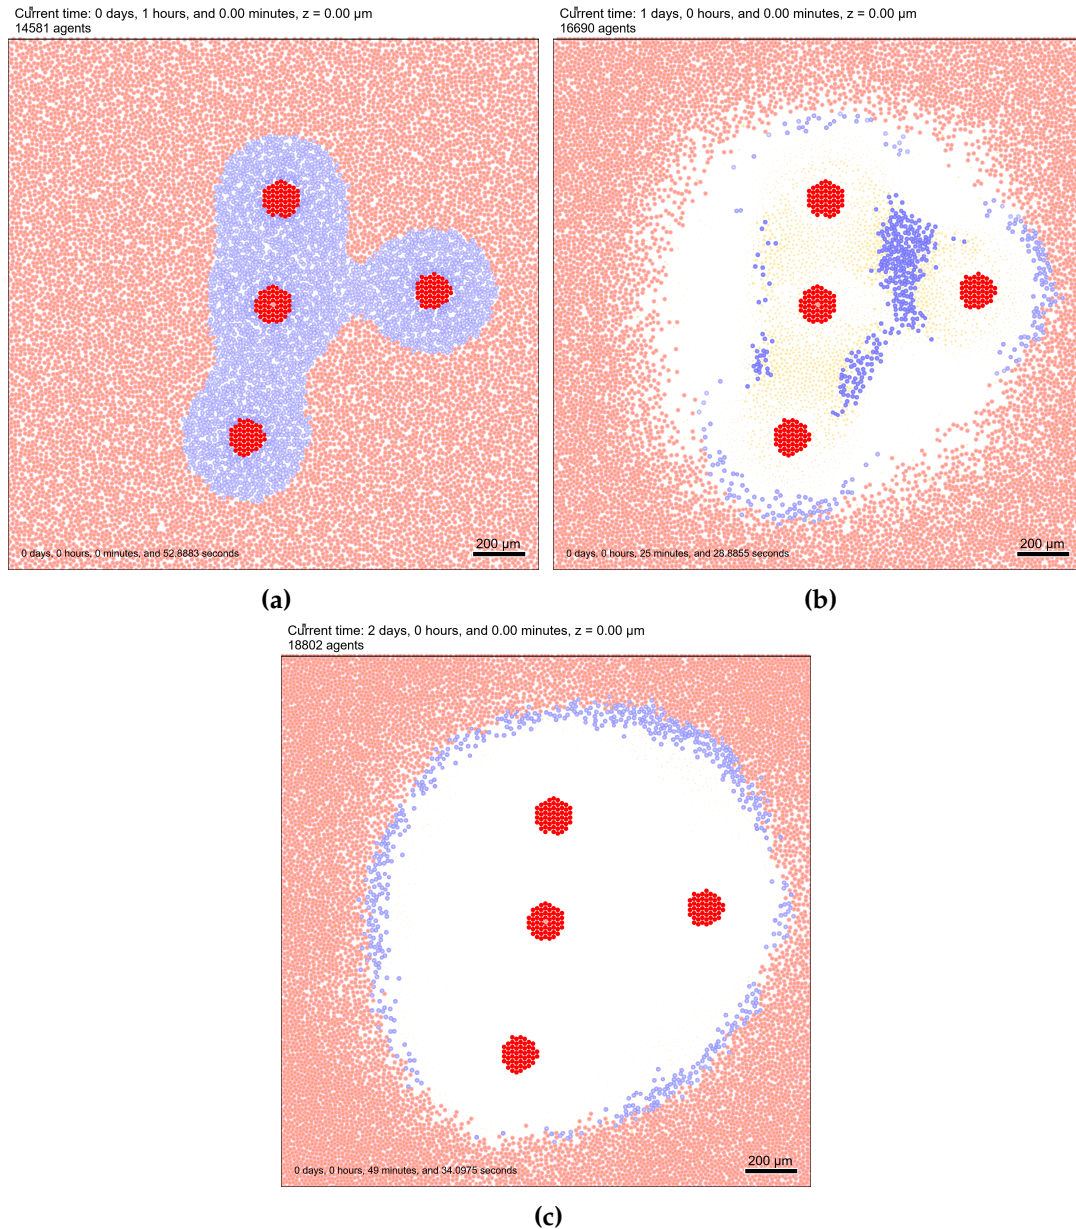 Current time: 0 days, 1 hours, and 0.00 minutes, z = 0.00 µm
14581 agents
0 days, 0 hours, 0 minutes, and 52.8883 seconds
200 µm
(a)
Current time: 1 days, 0 hours, and 0.00 minutes, z = 0.00 µm
16690 agents
0 days, 0 hours, 25 minutes, and 28.8855 seconds
200 µm
(b)
Current time: 2 days, 0 hours, and 0.00 minutes, z = 0.00 µm
18802 agents
0 days, 0 hours, 49 minutes, and 34.0975 seconds
200 µm
(c)